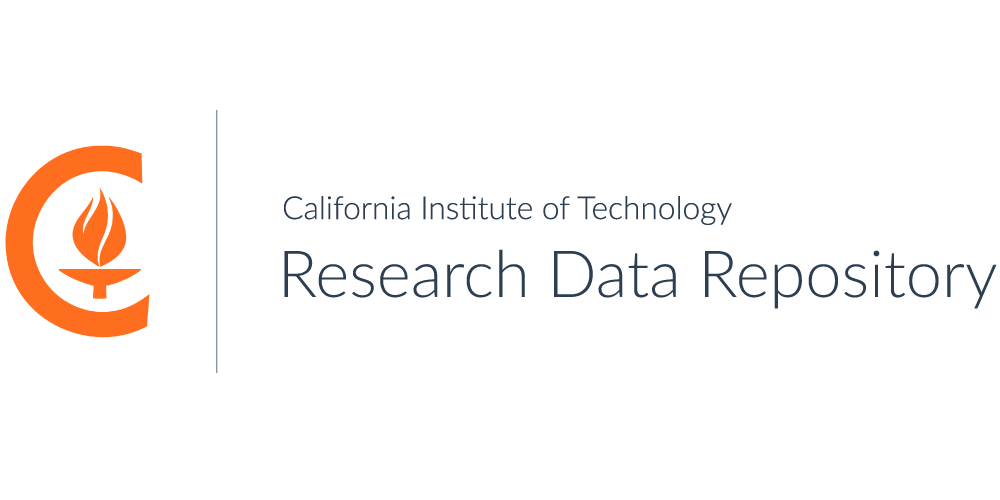 California Institute of Technology
Research Data Repository